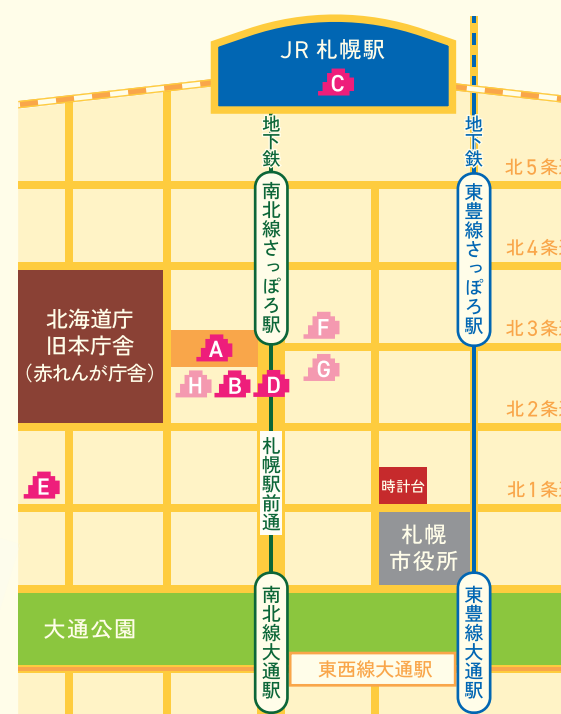 JR 札幌駅
C
地下鉄
地下鉄
北5条
南北線さっぽろ駅
東豊線さっぽろ駅
北4条
北海道庁
旧本庁舎
(赤れんが庁舎)
F
北3条
A
G
H
B
D
北2条
札幌駅前通
E
時計台
北1条
札幌
市役所
大通公園
南北線大通駅
東西線大通駅
東豊線大通駅